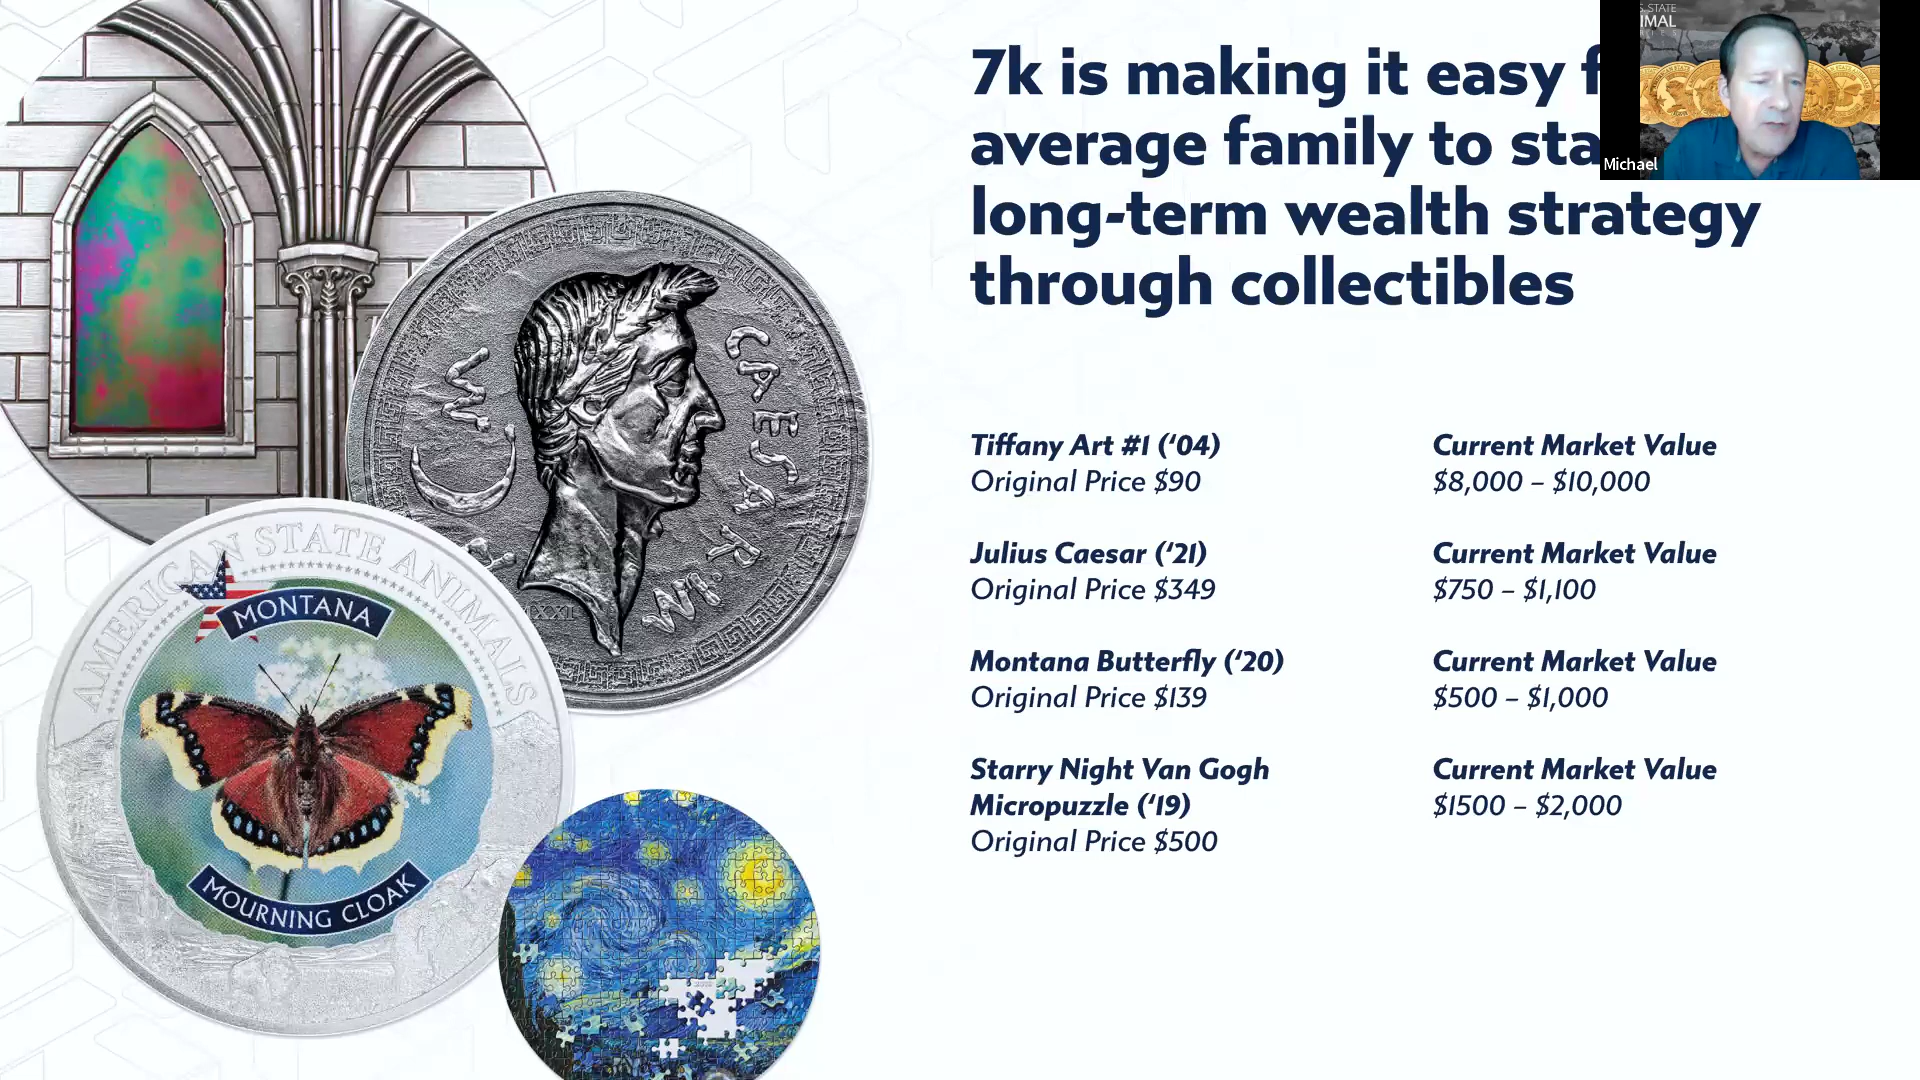 7k is making it easy f
average family to sta
long-term wealth strategy
through collectibles
S. STATE
IMAL
Michael
Tiffany Art #1 (‘04)
Original Price $90
Current Market Value
$8,000 – $10,000
Julius Caesar (‘21)
Original Price $349
Current Market Value
$750 – $1,100
Montana Butterfly (‘20)
Original Price $139
Current Market Value
$500 – $1,000
Starry Night Van Gogh
Micropuzzle (‘19)
Original Price $500
Current Market Value
$1500 – $2,000
CAESAR
AMERICAN STATE ANIMALS
MONTANA
MOURNING CLOAK